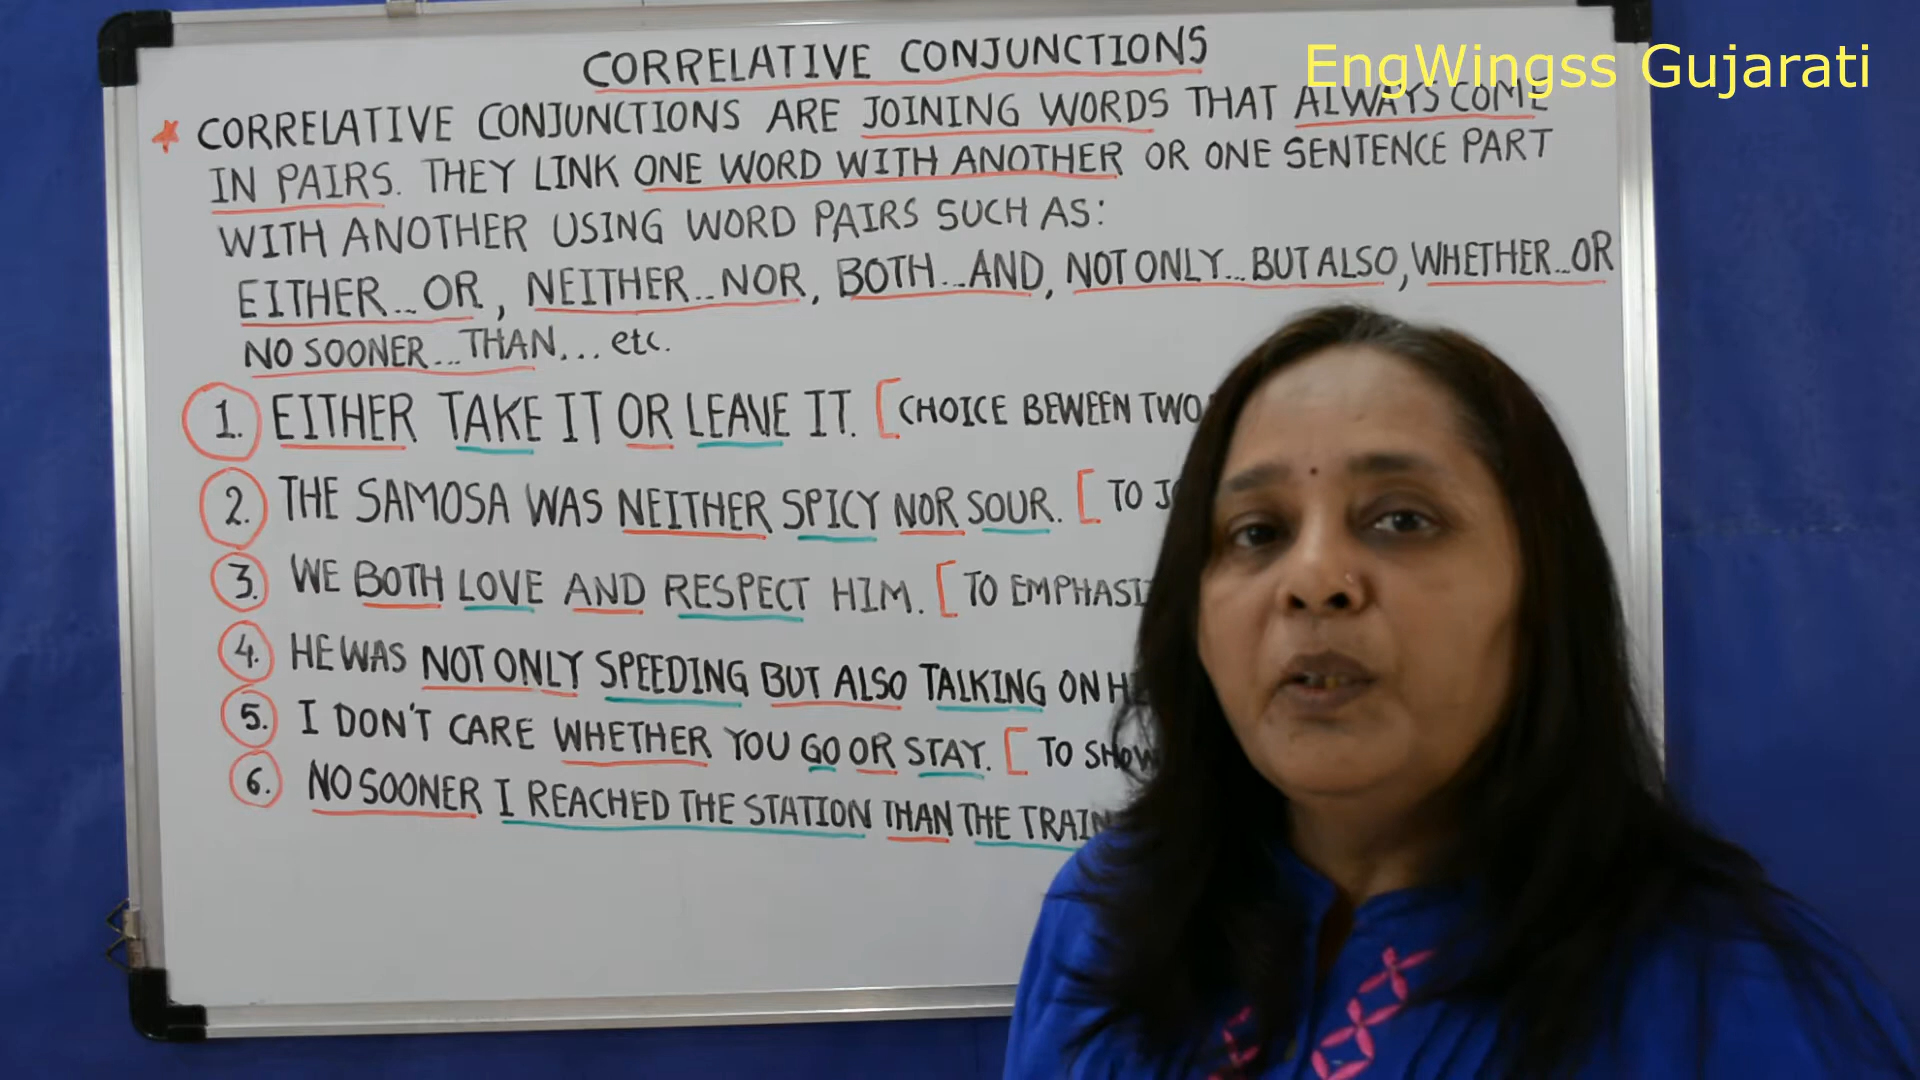 CORRELATIVE CONJUNCTIONS
EngWingss Gujarati
CORRELATIVE CONJUNCTIONS ARE JOINING WORDS THAT ALWAYS COME
IN PAIRS. THEY LINK ONE WORD WITH ANOTHER OR ONE SENTENCE PART
WITH ANOTHER USING WORD PAIRS SUCH AS:
EITHER...OR, NEITHER...NOR, BOTH...AND, NOT ONLY...BUT ALSO, WHETHER...OR
NO SOONER...THAN... etc.
1. EITHER TAKE IT OR LEAVE IT. [CHOICE BEWEEN TWO
2. THE SAMOSA WAS NEITHER SPICY NOR SOUR. [TO
3. WE BOTH LOVE AND RESPECT HIM. [TO
4. HE WAS NOT ONLY SPEEDING BUT ALSO TALKING ON
5. I DON'T CARE WHETHER YOU GO OR STAY. [TO SHOW
6. NO SOONER I REACHED THE STATION THAN THE TRAIN